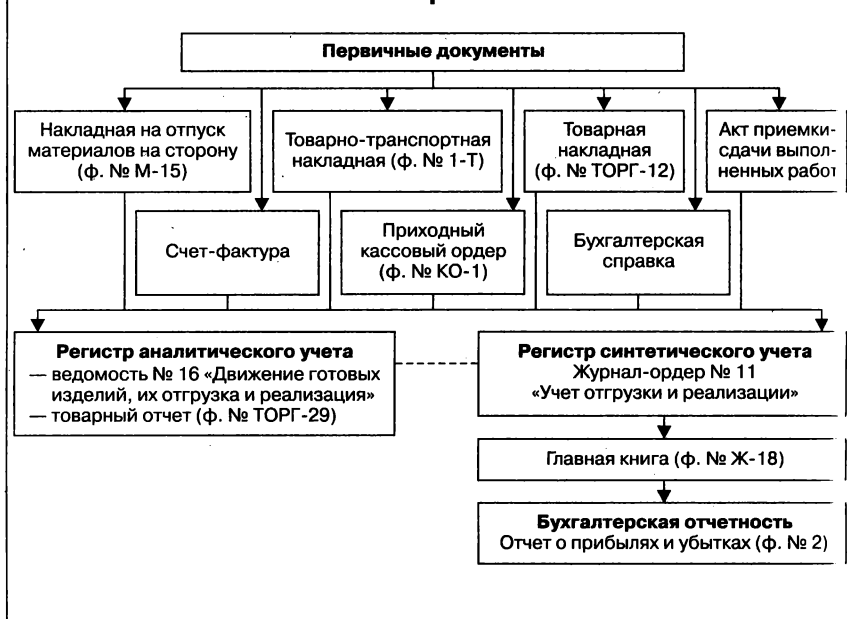 Первичные документы
Накладная на отпуск
материалов на сторону
(ф. № М-15)
Товарно-транспортная
накладная (ф. № 1-Т)
Товарная
накладная
(ф. № ТОРГ-12)
Акт приемки-
сдачи выпол-
ненных работ
Счет-фактура
Приходный
кассовый ордер
(ф. № КО-1)
Бухгалтерская
справка
Регистр аналитического учета
— ведомость № 16 «Движение готовых
изделий, их отгрузка и реализация»
— товарный отчет (ф. № ТОРГ-29)
Регистр синтетического учета
Журнал-ордер № 11
«Учет отгрузки и реализации»
Главная книга (ф. № Ж-18)
Бухгалтерская отчетность
Отчет о прибылях и убытках (ф. № 2)